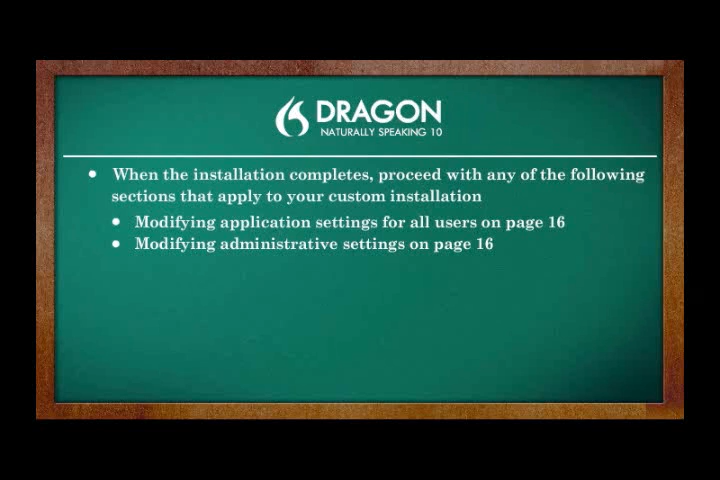 DRAGON
NATURALLY SPEAKING 10
• When the installation completes, proceed with any of the following
sections that apply to your custom installation
• Modifying application settings for all users on page 16
• Modifying administrative settings on page 16